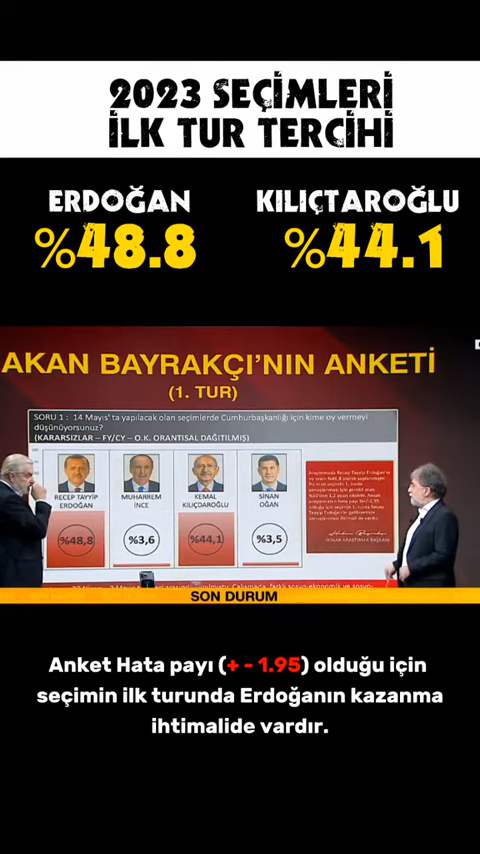 2023 SEÇİMLERİ
İLK TUR TERCİHİ
ERDOĞAN
KILIÇTAROĞLU
%48.8
%44.1
AKAN BAYRAKÇI'NIN ANKETİ
(1. TUR)
SORU 1 : 14 Mayıs' ta yapılacak olan seçimlerde Cumhurbaşkanlığı için kime oy vermeyi
düşünüyorsunuz?
(KARARSIZLAR – FY/CY – O.K. ORANTISAL DAĞITILMIŞ)
RECEP TAYYİP
ERDOĞAN
MUHARREM
İNCE
KEMAL
KILIÇDAROĞLU
SİNAN
OĞAN
%48,8
%3,6
%44,1
%3,5
SONAR ARAŞTIRMA BAŞKANI
SON DURUM
Anket Hata payı (+ - 1.95) olduğu için
seçimin ilk turunda Erdoğanın kazanma
ihtimalide vardır.